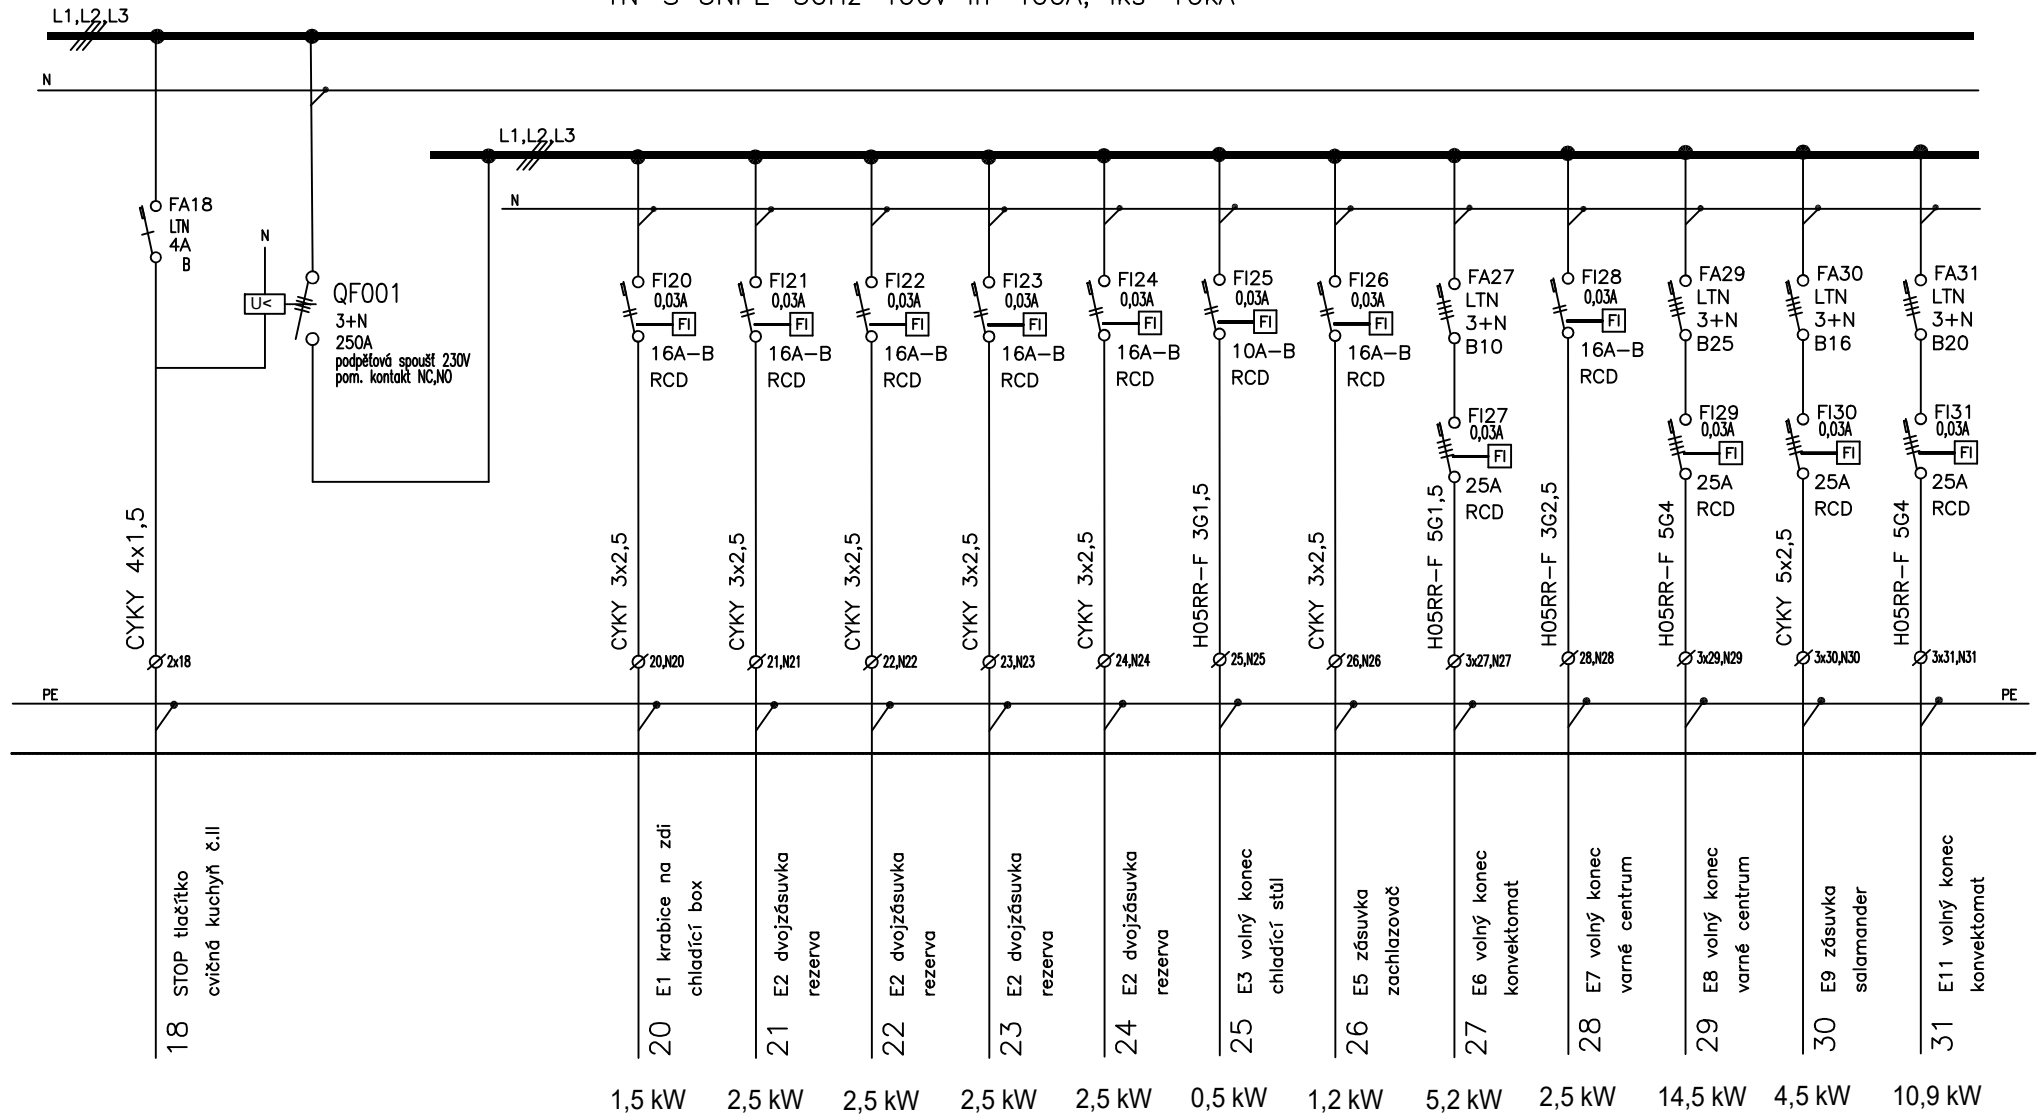 L1,L2,L3
N
L1,L2,L3
N
FA18
LTN
4A
B
N
U<
QF001
3+N
250A
podpěťová spoušť 230V
pom. kontakt NC,NO
FI20
0,03A
FI
16A-B
RCD
FI21
0,03A
FI
16A-B
RCD
FI22
0,03A
FI
16A-B
RCD
FI23
0,03A
FI
16A-B
RCD
FI24
0,03A
FI
16A-B
RCD
FI25
0,03A
FI
10A-B
RCD
FI26
0,03A
FI
16A-B
RCD
FA27
LTN
3+N
B10
FI28
0,03A
FI
16A-B
RCD
FA29
LTN
3+N
B25
FA30
LTN
3+N
B16
FA31
LTN
3+N
B20
FI27
0,03A
FI
25A
RCD
FI29
0,03A
FI
25A
RCD
FI30
0,03A
FI
25A
RCD
FI31
0,03A
FI
25A
RCD
CYKY 4x1,5
CYKY 3x2,5
CYKY 3x2,5
CYKY 3x2,5
CYKY 3x2,5
CYKY 3x2,5
H05RR-F 3G1,5
CYKY 3x2,5
H05RR-F 5G1,5
H05RR-F 3G2,5
H05RR-F 5G4
CYKY 5x2,5
H05RR-F 5G4
2x18
20,N20
21,N21
22,N22
23,N23
24,N24
25,N25
26,N26
3x27,N27
28,N28
3x29,N29
3x30,N30
3x31,N31
PE
PE
18 STOP tlačítko
cvičná kuchyň č.II
20 E1 krabice na zdi
chladící box
21 E2 dvojzásuvka
rezerva
22 E2 dvojzásuvka
rezerva
23 E2 dvojzásuvka
rezerva
24 E2 dvojzásuvka
rezerva
25 E3 volný konec
chladící stůl
26 E5 zásuvka
zachlazovač
27 E6 volný konec
konvektomat
28 E7 volný konec
varné centrum
29 E8 volný konec
varné centrum
30 E9 zásuvka
salamander
31 E11 volný konec
konvektomat
1,5 kW
2,5 kW
2,5 kW
2,5 kW
2,5 kW
0,5 kW
1,2 kW
5,2 kW
2,5 kW
14,5 kW
4,5 kW
10,9 kW